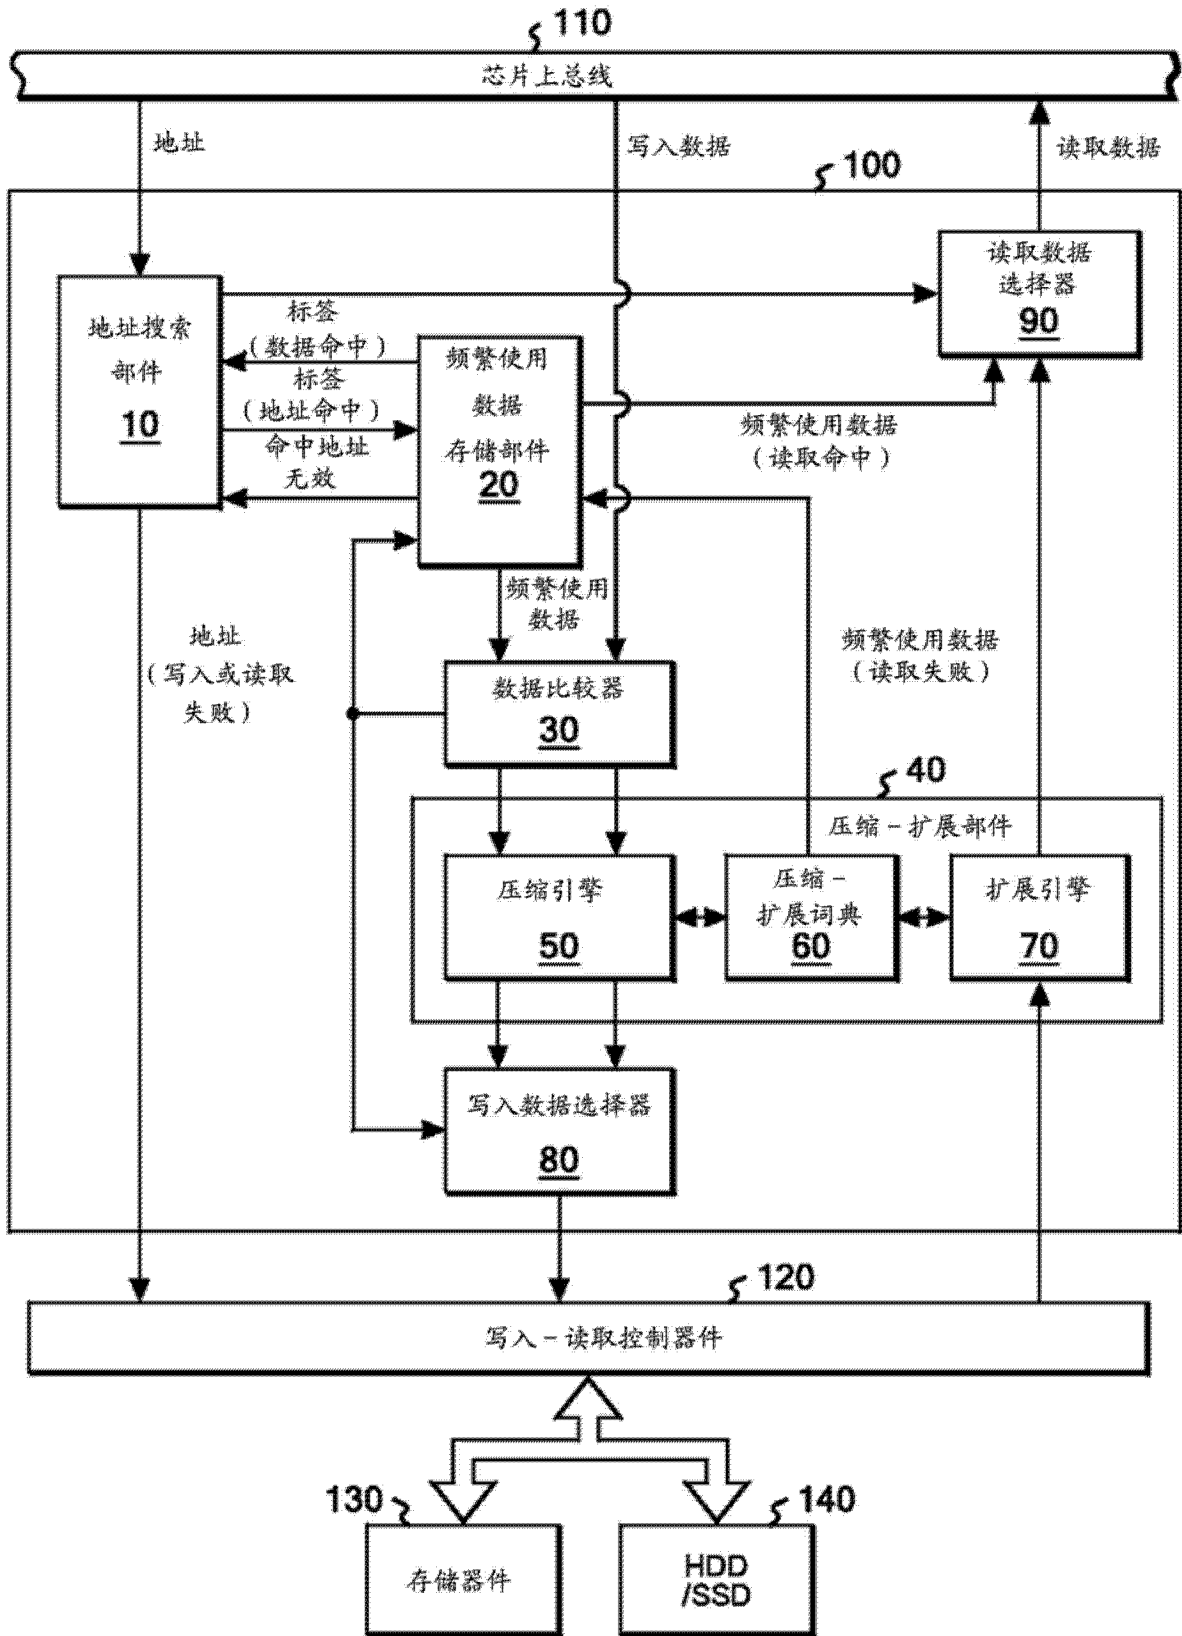 110
芯片上总线
地址
写入数据
读取数据
100
读取数据
选择器
90
地址搜索
部件
10
标签
（数据命中）
标签
（地址命中）
命中地址
无效
频繁使用
数据
存储部件
20
频繁使用数据
（读取命中）
频繁使用
数据
地址
（写入或读取
失败）
频繁使用数据
（读取失败）
数据比较器
30
40
压缩－扩展部件
压缩引擎
50
压缩－
扩展词典
60
扩展引擎
70
写入数据选择器
80
120
写入－读取控制器件
130
存储器件
140
HDD
/SSD